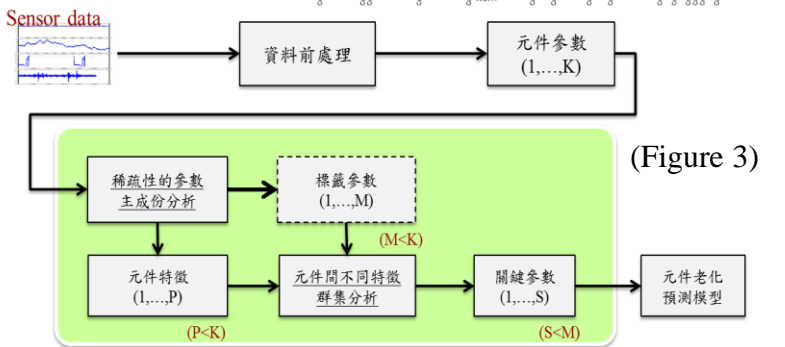 Sensor data
資料前處理
元件參數
(1,…,K)
(Figure 3)
稀疏性的參數
主成份分析
標籤參數
(1,…,M)
(M<K)
元件特徵
(1,…,P)
(P<K)
元件間不同特徵
群集分析
關鍵參數
(1,…,S)
(S<M)
元件老化
預測模型